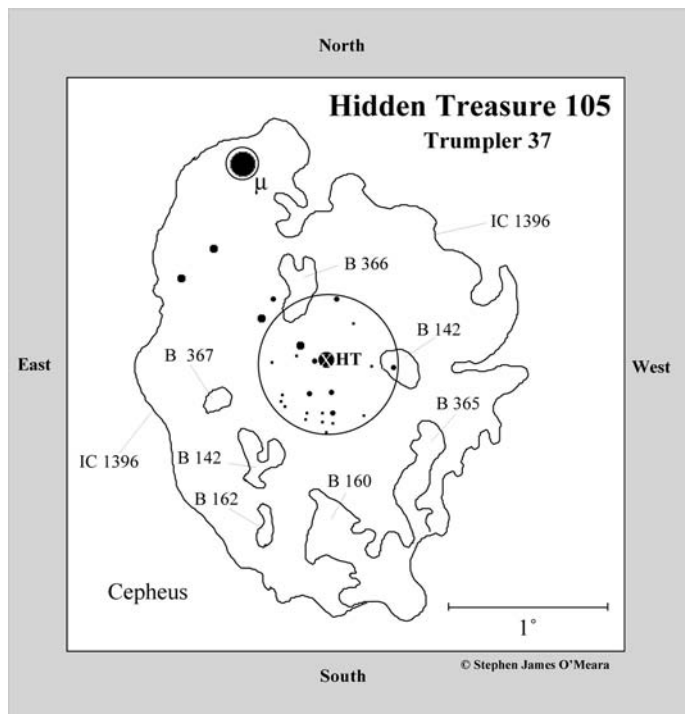 North
Hidden Treasure 105
Trumpler 37
μ
IC 1396
B 366
B 142
HT
East
West
B 367
B 365
IC 1396
B 142
B 160
B 162
Cepheus
1°
© Stephen James O'Meara
South